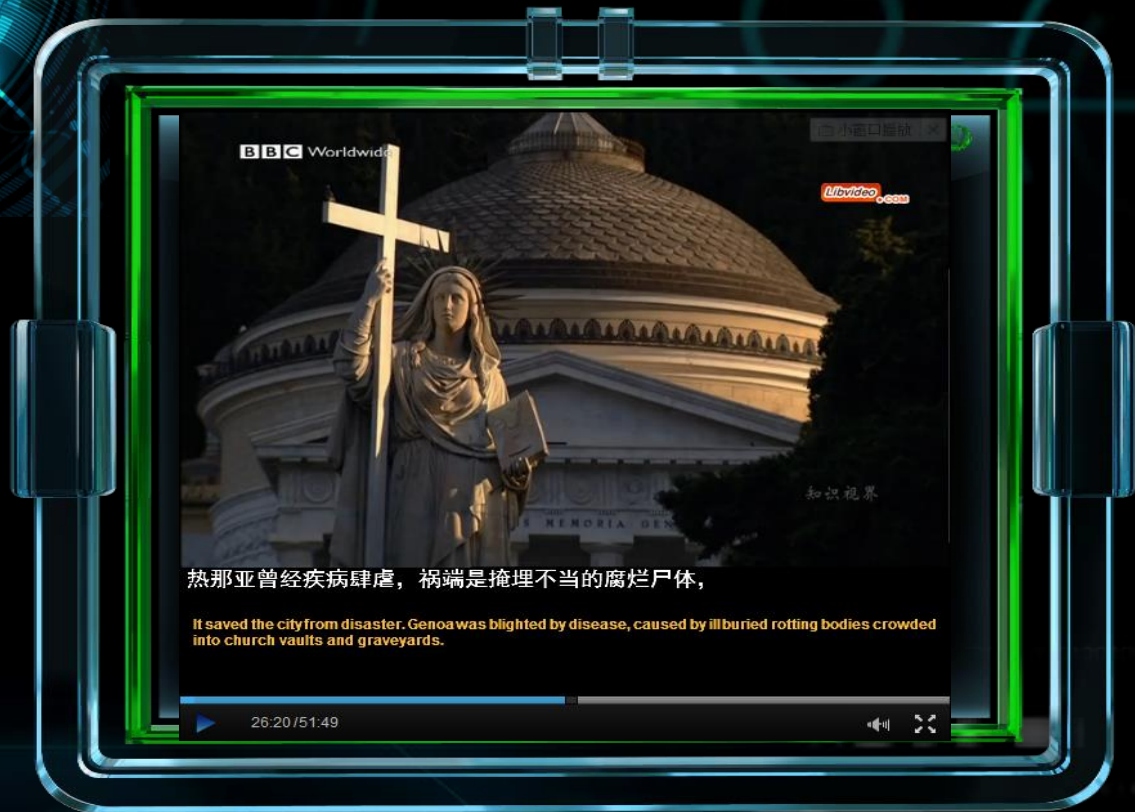 小窗口播放
BBC Worldwide
Libvideo.COM
知识视界
MEMORIA GEN
热那亚曾经疾病肆虐，祸端是掩埋不当的腐烂尸体，
It saved the city from disaster. Genoa was blighted by disease, caused by ill buried rotting bodies crowded
into church vaults and graveyards.
26:20/51:49